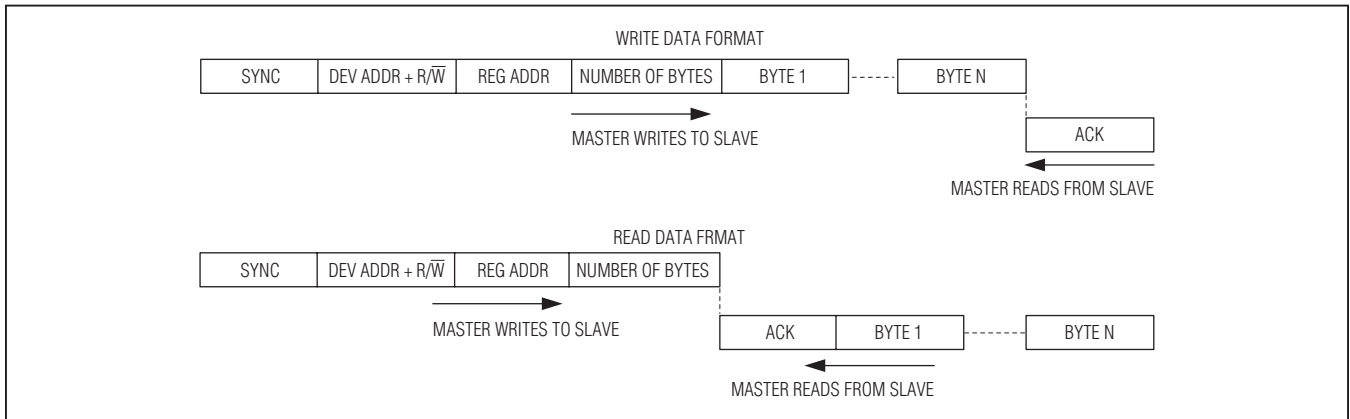 WRITE DATA FORMAT
SYNC DEV ADDR + R/W̅ REG ADDR NUMBER OF BYTES BYTE 1 BYTE N
MASTER WRITES TO SLAVE
ACK
MASTER READS FROM SLAVE
READ DATA FRMAT
SYNC DEV ADDR + R/W̅ REG ADDR NUMBER OF BYTES
MASTER WRITES TO SLAVE
ACK BYTE 1 BYTE N
MASTER READS FROM SLAVE